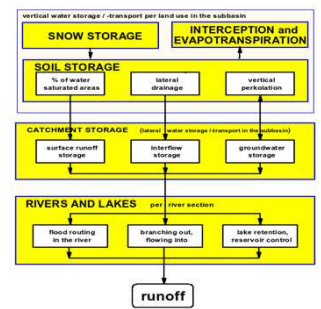 vertical water storage / -transport per land use in the subbasin
SNOW STORAGE
INTERCEPTION and
EVAPOTRANSPIRATION
SOIL STORAGE
% of water
saturated areas
lateral
drainage
vertical
perkolation
CATCHMENT STORAGE (lateral water storage /-transport in the subbasin)
surface runoff
storage
interflow
storage
groundwater
storage
RIVERS AND LAKES per river section
flood routing
in the river
branching out,
flowing into
lake retention,
reservoir control
runoff